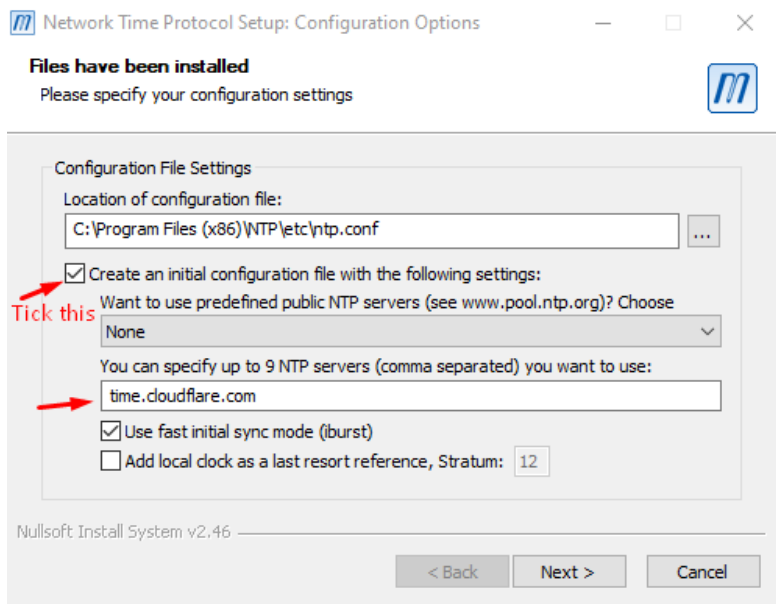 Network Time Protocol Setup: Configuration Options
Files have been installed
Please specify your configuration settings
Configuration File Settings
Location of configuration file:
C:\Program Files (x86)\NTP\etc\ntp.conf
...
Create an initial configuration file with the following settings:
Tick this
Want to use predefined public NTP servers (see www.pool.ntp.org)? Choose
None
You can specify up to 9 NTP servers (comma separated) you want to use:
time.cloudflare.com
Use fast initial sync mode (iburst)
Add local clock as a last resort reference, Stratum: 12
Nullsoft Install System v2.46
< Back Next > Cancel